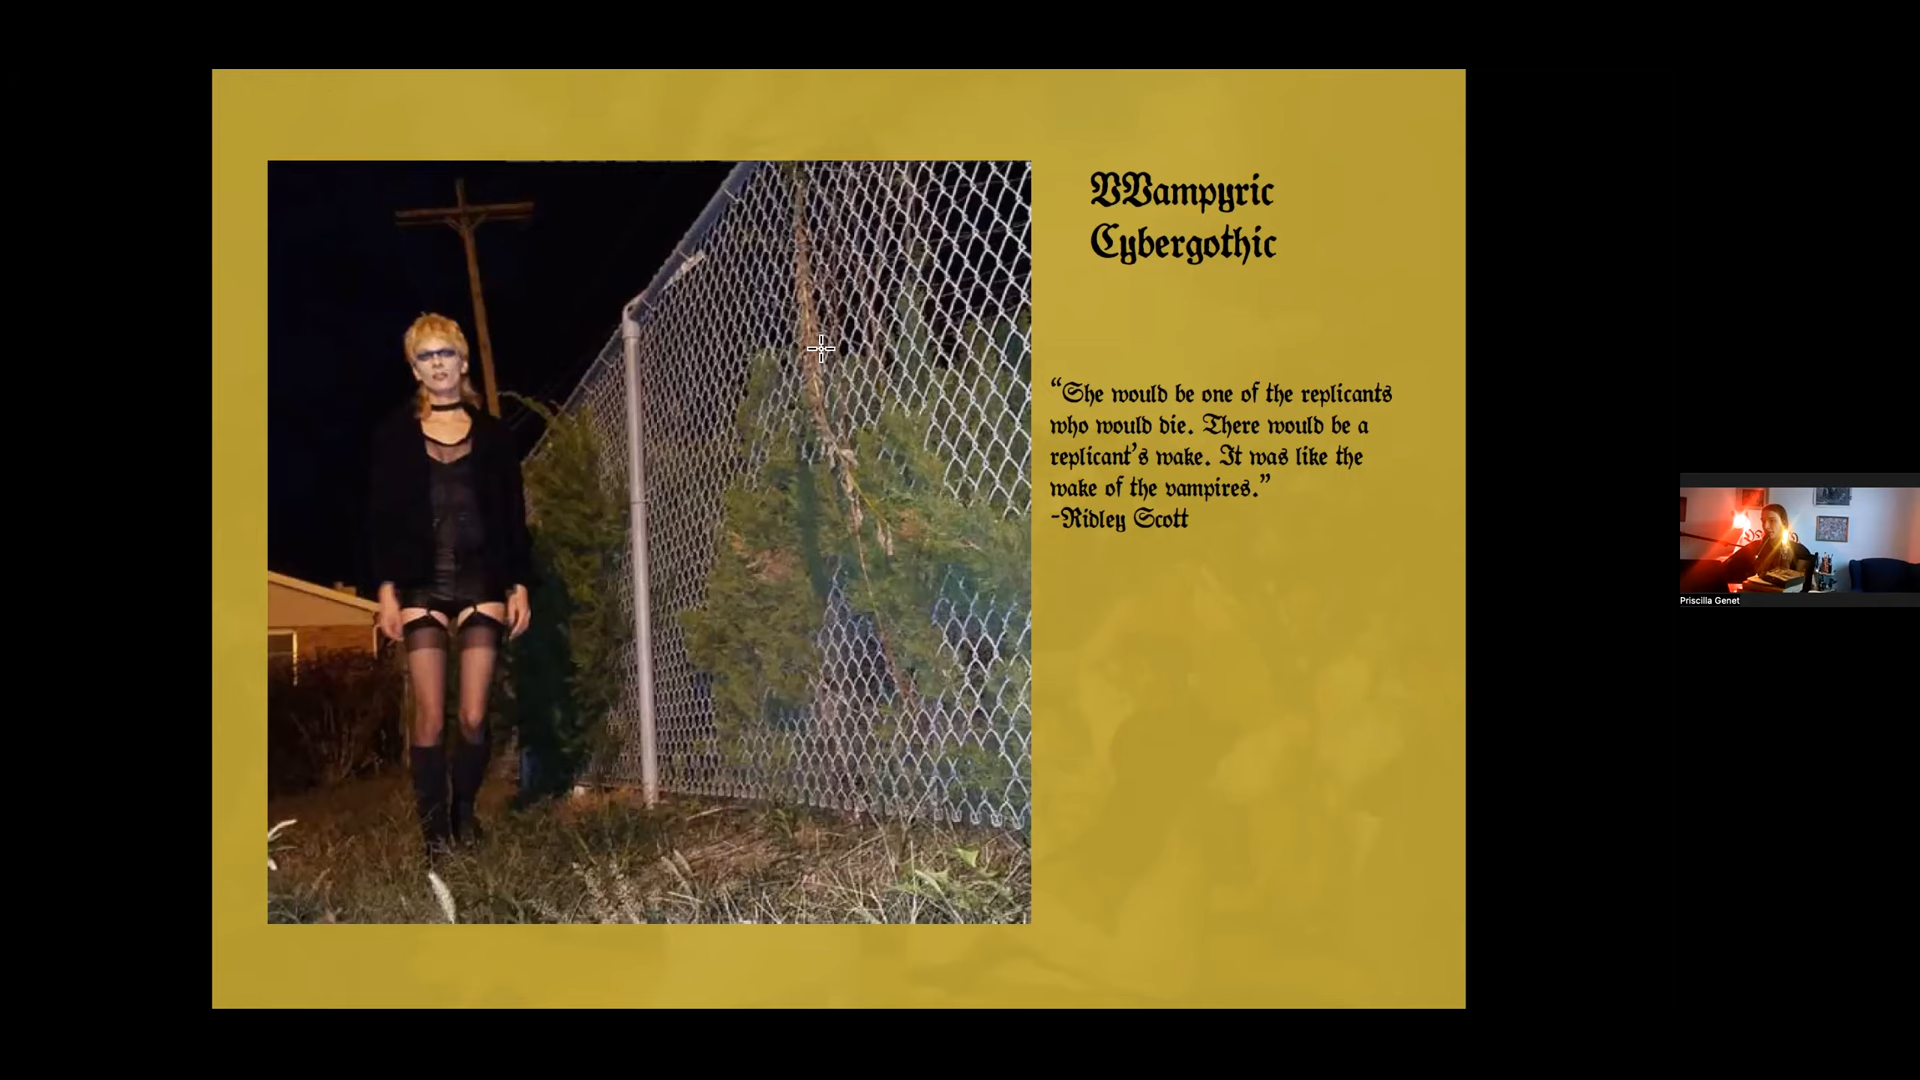 VVampyric
Cybergothic
“She would be one of the replicants
who would die. There would be a
replicant’s wake. It was like the
wake of the vampires.”
-Ridley Scott
Priscilla Genet